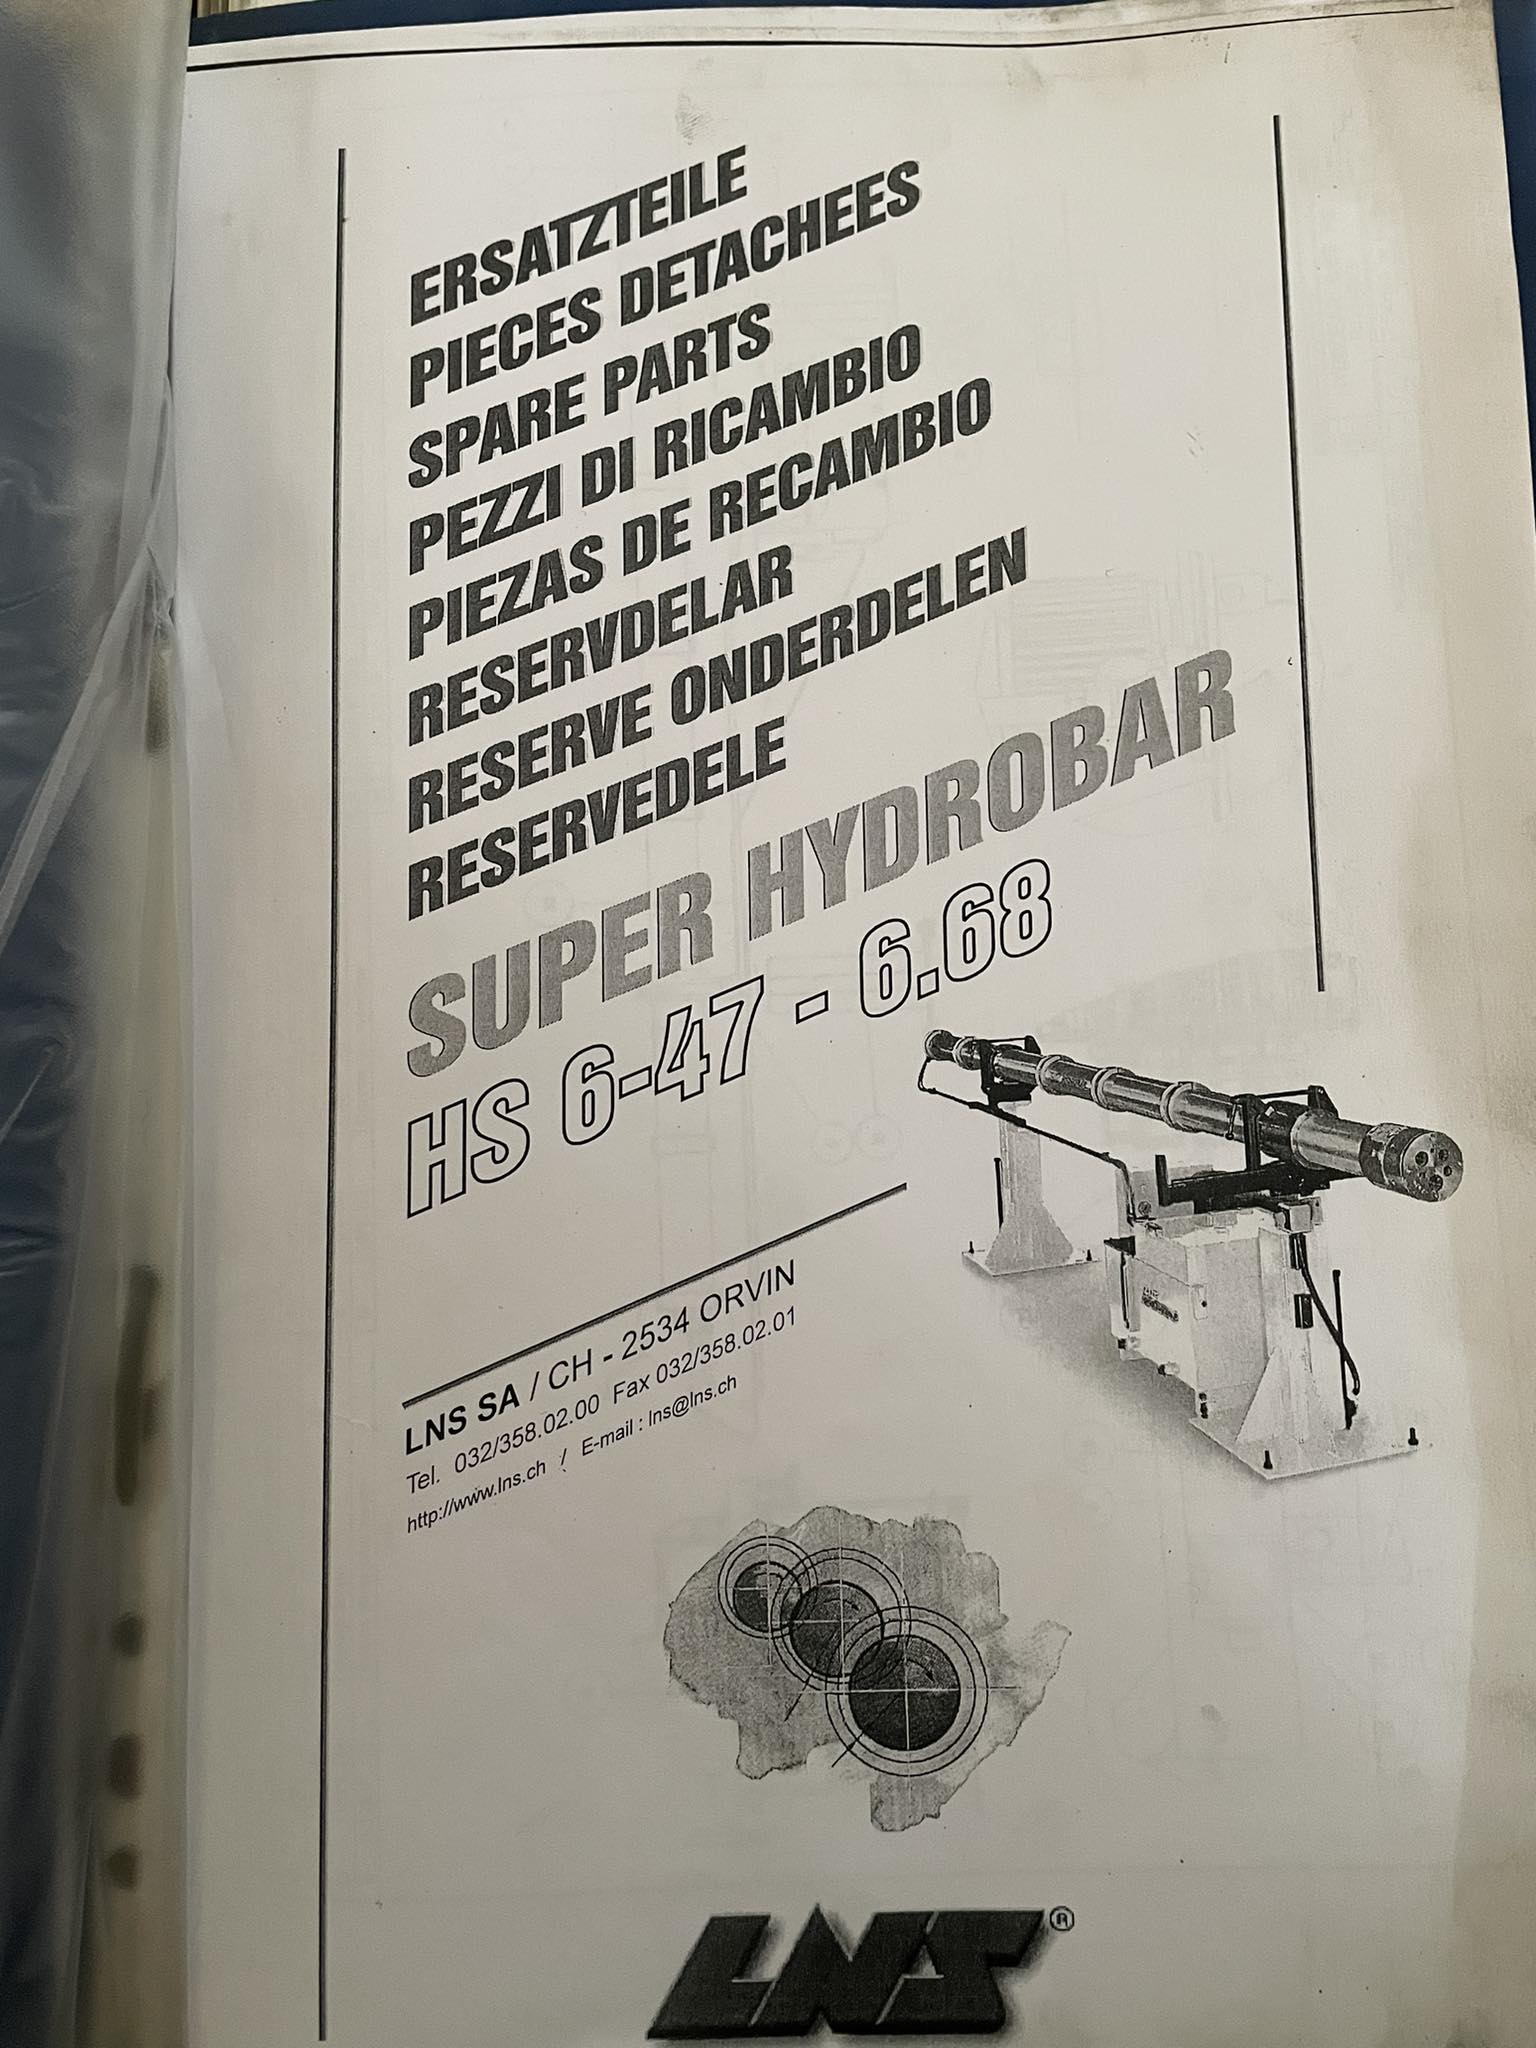 ERSATZTEILE
PIECES DETACHEES
SPARE PARTS
PEZZI DI RICAMBIO
PIEZAS DE RECAMBIO
RESERVDELAR
RESERVE ONDERDELEN
RESERVEDELE
SUPER HYDROBAR
HS 6-47 - 6.68
LNS SA / CH - 2534 ORVIN
Tel. 032/358.02.00 Fax 032/358.02.01
http://www.lns.ch / E-mail : lns@lns.ch
LNS ®